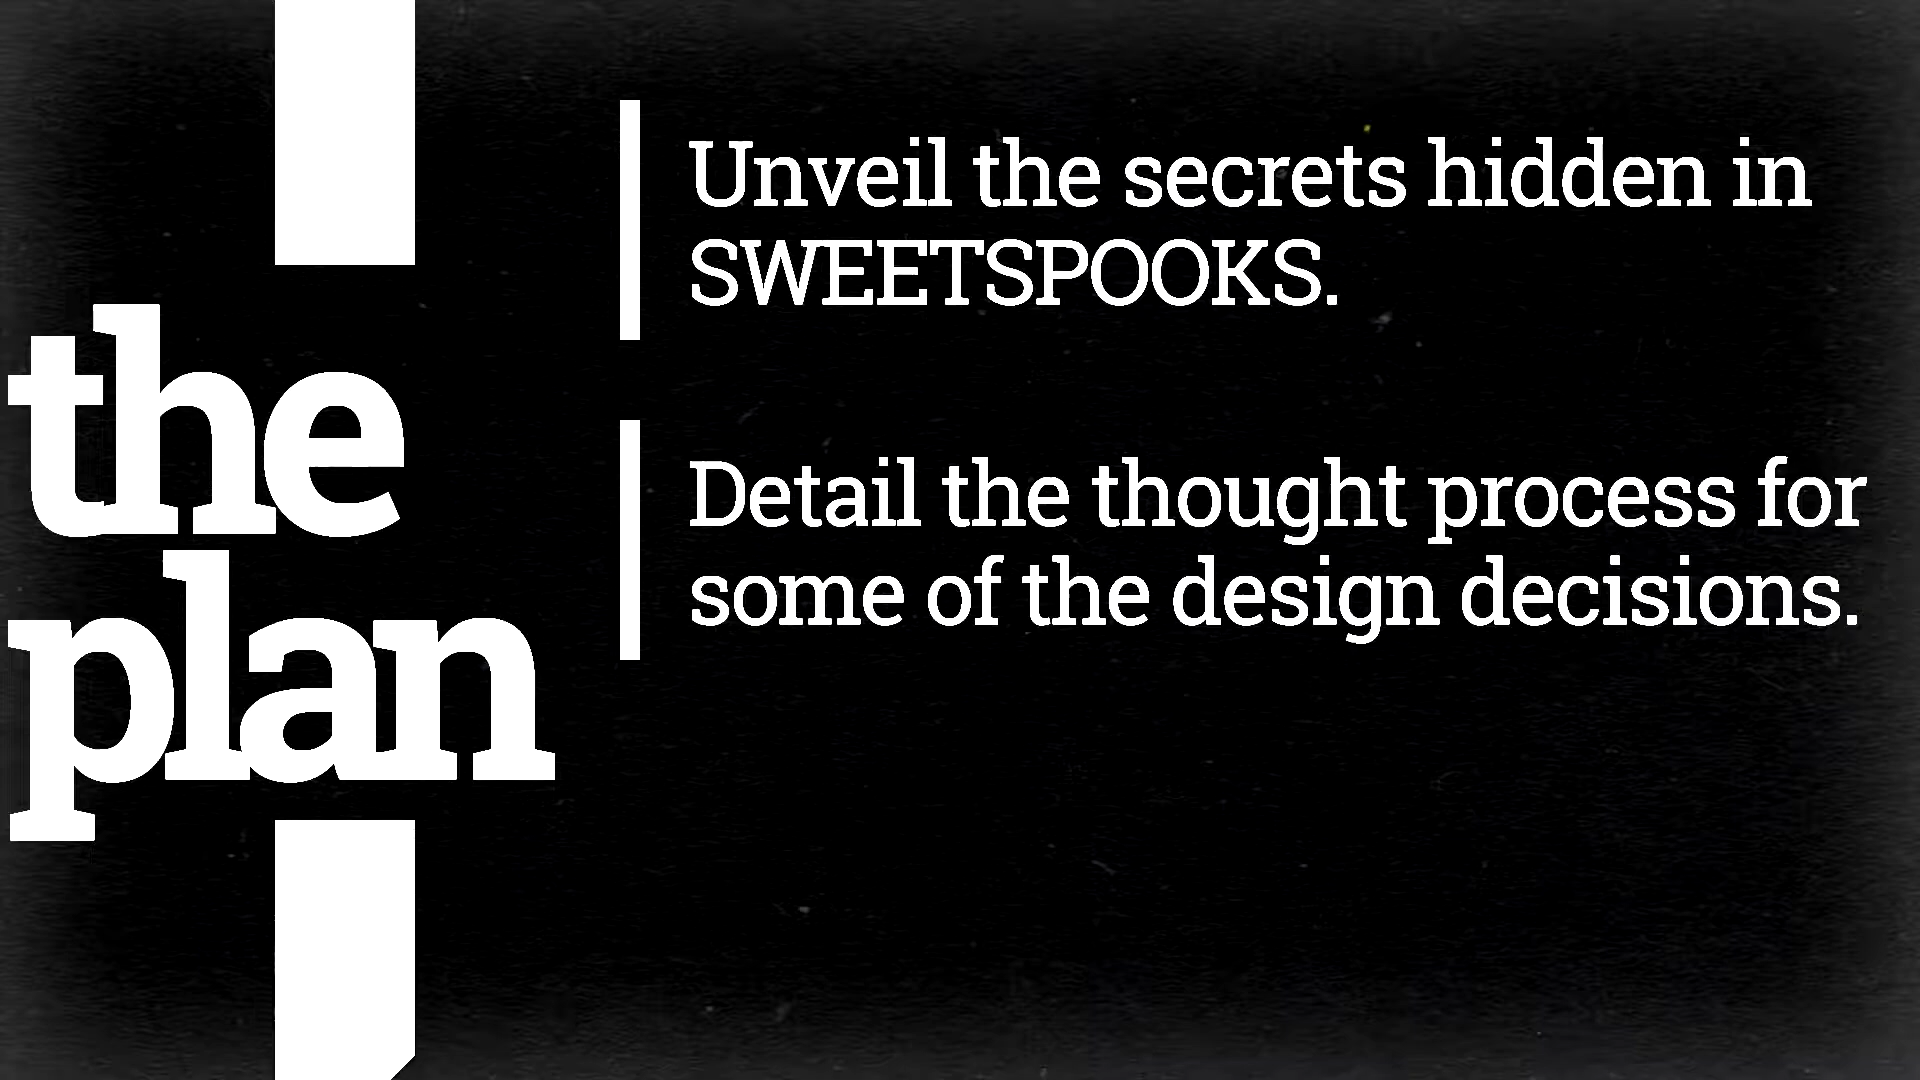 the
plan
Unveil the secrets hidden in
SWEETSPOOKS.
Detail the thought process for
some of the design decisions.